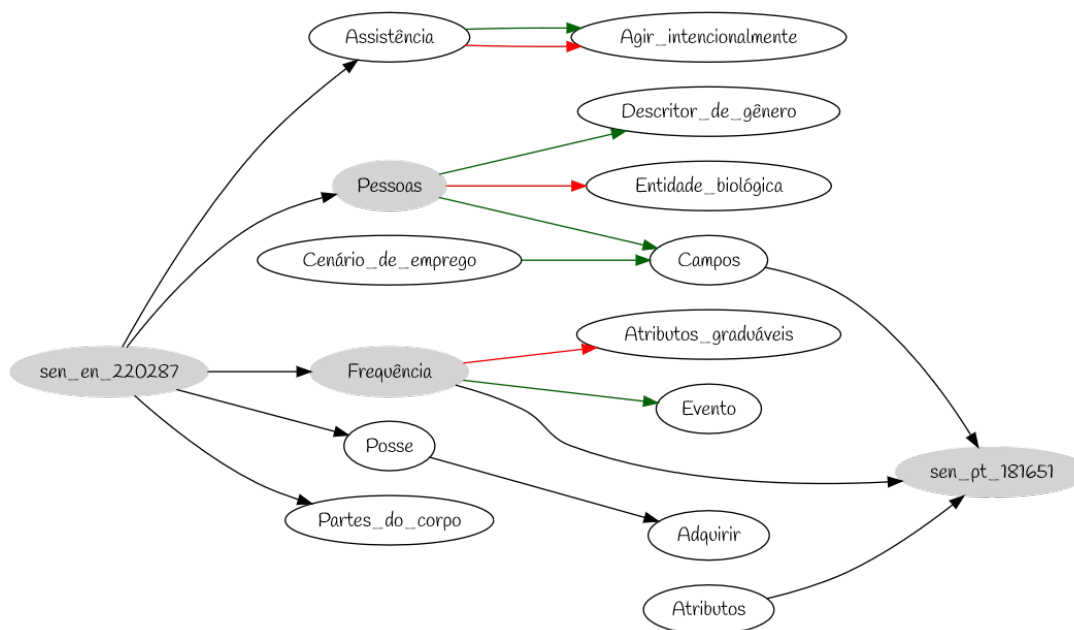 Assistência
Agir_intencionalmente
Descritor_de_gênero
Pessoas
Entidade_biológica
Cenário_de_emprego
Campos
Atributos_graduáveis
sen_en_220287
Frequência
Evento
Posse
sen_pt_181651
Partes_do_corpo
Adquirir
Atributos